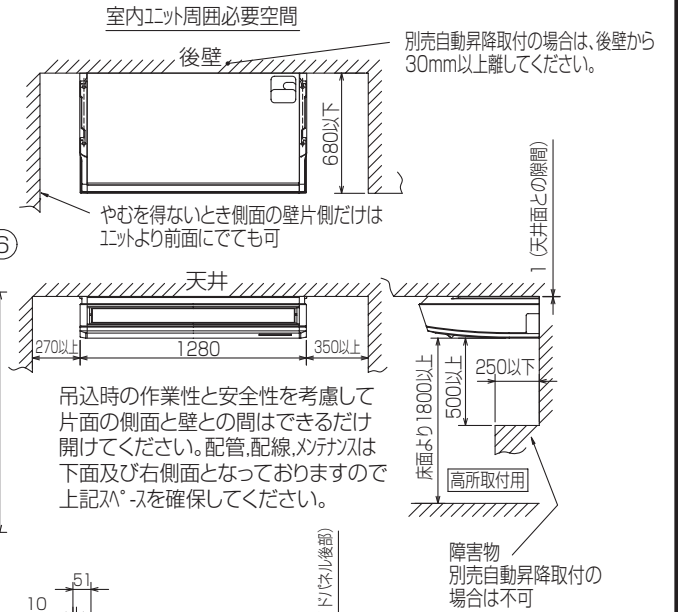 室内ユニット周囲必要空間
後壁
別売自動昇降取付の場合は、後壁から
30mm以上離してください。
680以下
やむを得ないとき側面の壁片側だけは
ユニットより前面にでても可
1 (天井面との隙間)
天井
270以上
1280
350以上
床面より1800以上
500以上
250以下
高所取付用
吊込時の作業性と安全性を考慮して
片面の側面と壁との間はできるだけ
開けてください。配管,配線,メンテナンスは
下面及び右側面となっておりますので
上記スペースを確保してください。
障害物
別売自動昇降取付の
場合は不可
51
10
ドパネル後部)